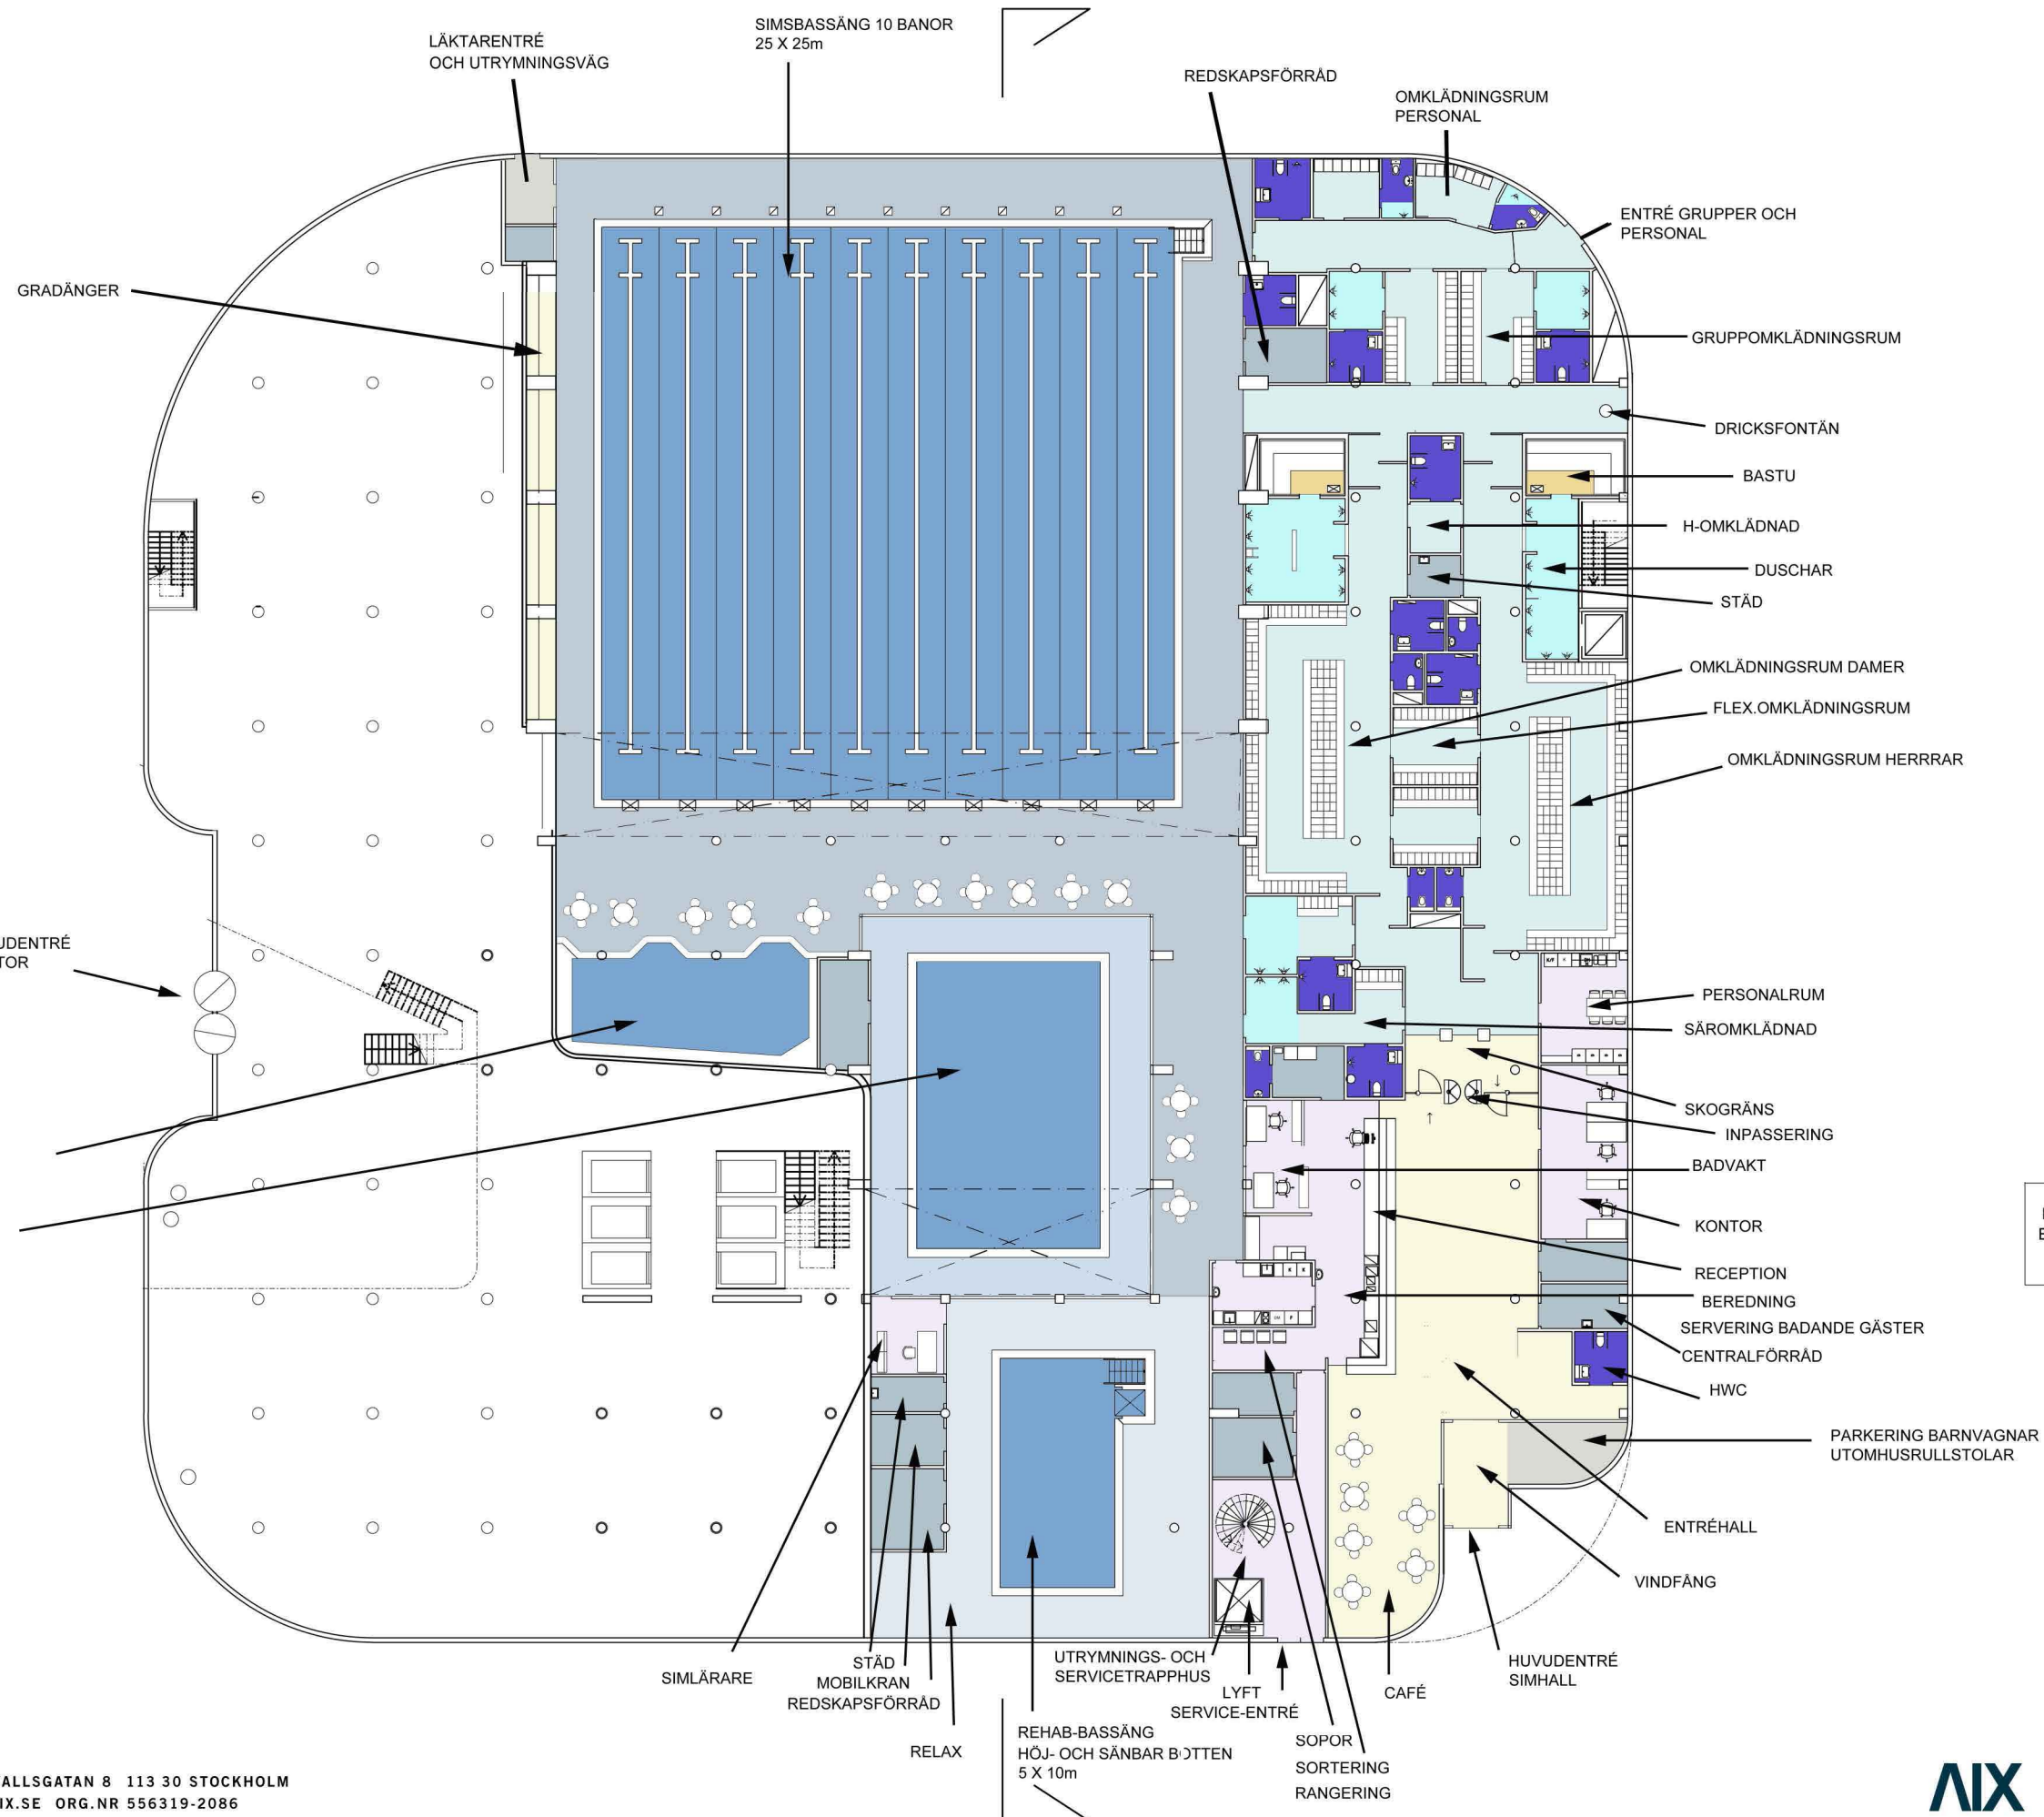 SIMSBASSÄNG 10 BANOR
25 X 25m
LÄKTARENTRÉ
OCH UTRYMNINGSVÄG
REDSKAPSFÖRRÅD
OMKLÄDNINGSRUM
PERSONAL
ENTRÉ GRUPPER OCH
PERSONAL
GRADÄNGER
GRUPPOMKLÄDNINGSRUM
DRICKSFONTÄN
BASTU
H-OMKLÄDNAD
DUSCHAR
STÄD
OMKLÄDNINGSRUM DAMER
FLEX.OMKLÄDNINGSRUM
OMKLÄDNINGSRUM HERRRAR
UDENTRÉ
TOR
PERSONALRUM
SÄROMKLÄDNAD
SKOGRÄNS
INPASSERING
BADVAKT
KONTOR
RECEPTION
BEREDNING
SERVERING BADANDE GÄSTER
CENTRALFÖRRÅD
HWC
PARKERING BARNVAGNAR
UTOMHUSRULLSTOLAR
ENTRÉHALL
VINDFÅNG
HUVUDENTRÉ
SIMHALL
CAFÉ
UTRYMNINGS- OCH
SERVICETRAPPHUS
LYFT
SERVICE-ENTRÉ
SIMLÄRARE
STÄD
MOBILKRAN
REDSKAPSFÖRRÅD
RELAX
REHAB-BASSÄNG
HÖJ- OCH SÄNBAR BOTTEN
5 X 10m
SOPOR
SORTERING
RANGERING
ALLSGATAN 8 113 30 STOCKHOLM
IX.SE ORG.NR 556319-2086
AIX